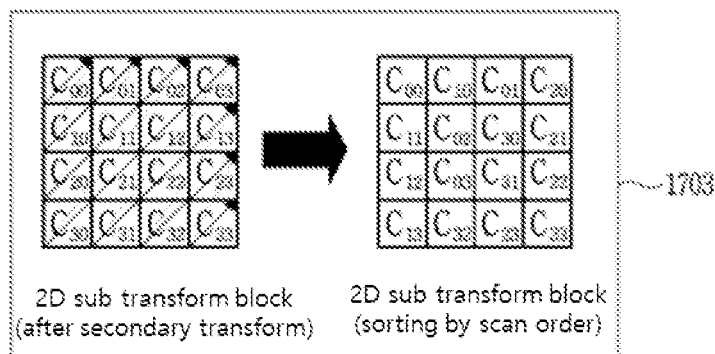 C00 C01 C02 C03 C00 C10 C01 C20
C10 C11 C12 C13 C11 C02 C30 C21
C20 C21 C22 C23 C12 C03 C31 C22
C30 C31 C32 C33 C13 C32 C23 C33
1703
2D sub transform block 2D sub transform block
(after secondary transform) (sorting by scan order)